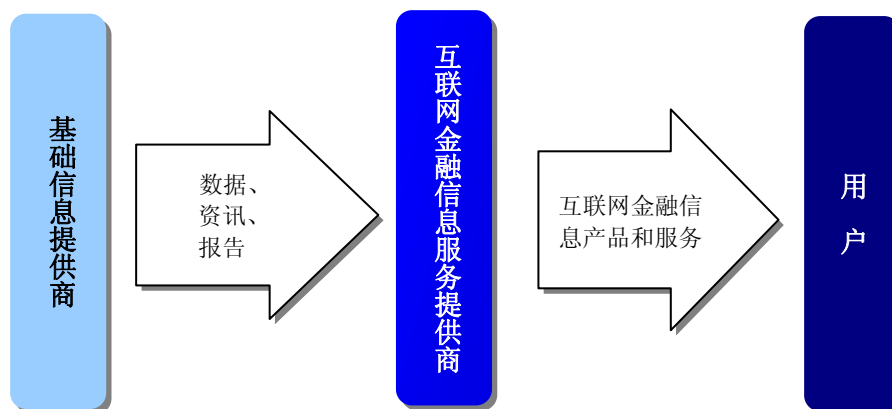 基础信息提供商
数据、
资讯、
报告
互联网金融信息服务提供商
互联网金融信
息产品和服务
用户